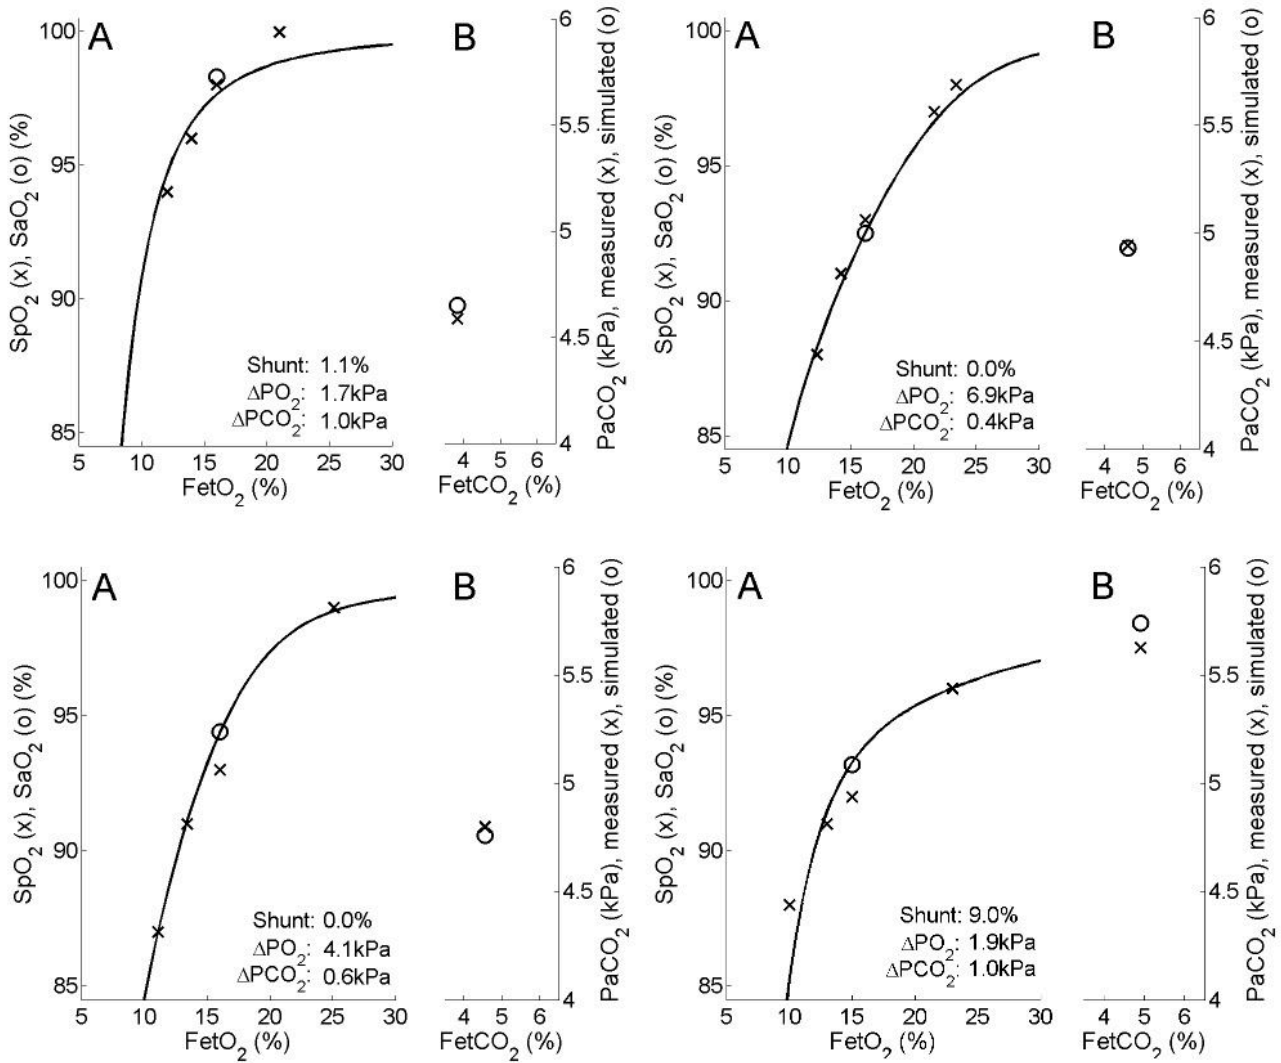 A
B
100
95
90
85
SpO2 (x), SaO2 (o) (%)
5 10 15 20 25 30
FetO2 (%)
Shunt: 1.1%
ΔPO2: 1.7kPa
ΔPCO2: 1.0kPa
4 5 6
FetCO2 (%)
6
5.5
5
4.5
4
PaCO2 (kPa), measured (x), simulated (o)
A
B
100
95
90
85
SpO2 (x), SaO2 (o) (%)
5 10 15 20 25 30
FetO2 (%)
Shunt: 0.0%
ΔPO2: 6.9kPa
ΔPCO2: 0.4kPa
4 5 6
FetCO2 (%)
6
5.5
5
4.5
4
PaCO2 (kPa), measured (x), simulated (o)
A
B
100
95
90
85
SpO2 (x), SaO2 (o) (%)
5 10 15 20 25 30
FetO2 (%)
Shunt: 0.0%
ΔPO2: 4.1kPa
ΔPCO2: 0.6kPa
4 5 6
FetCO2 (%)
6
5.5
5
4.5
4
PaCO2 (kPa), measured (x), simulated (o)
A
B
100
95
90
85
SpO2 (x), SaO2 (o) (%)
5 10 15 20 25 30
FetO2 (%)
Shunt: 9.0%
ΔPO2: 1.9kPa
ΔPCO2: 1.0kPa
4 5 6
FetCO2 (%)
6
5.5
5
4.5
4
PaCO2 (kPa), measured (x), simulated (o)